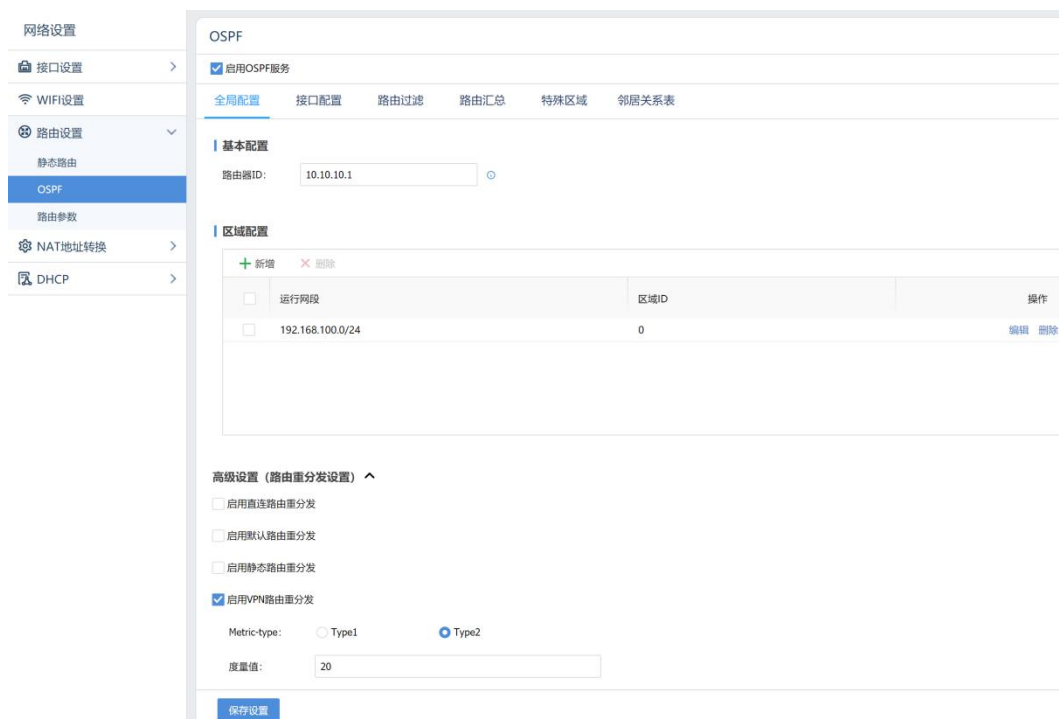 网络设置
接口设置
WIFI设置
路由设置
静态路由
OSPF
路由参数
NAT地址转换
DHCP
OSPF
启用OSPF服务
全局配置 接口配置 路由过滤 路由汇总 特殊区域 邻居关系表
基本配置
路由器ID: 10.10.10.1
区域配置
新增 删除
运行网段 区域ID 操作
192.168.100.0/24 0 编辑 删除
高级设置（路由重分发设置）
启用直连路由重分发
启用默认路由重分发
启用静态路由重分发
启用VPN路由重分发
Metric-type: Type1 Type2
度量值: 20
保存设置